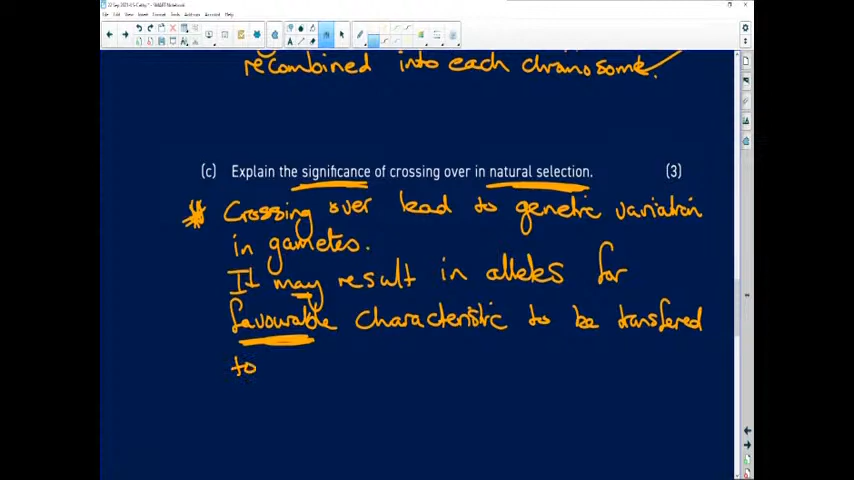 recombined into each chromosome.
(c) Explain the significance of crossing over in natural selection. (3)
* Crossing over lead to genetic variation
in gametes.
It may result in alleles for
favourable characteristic to be transfered
to